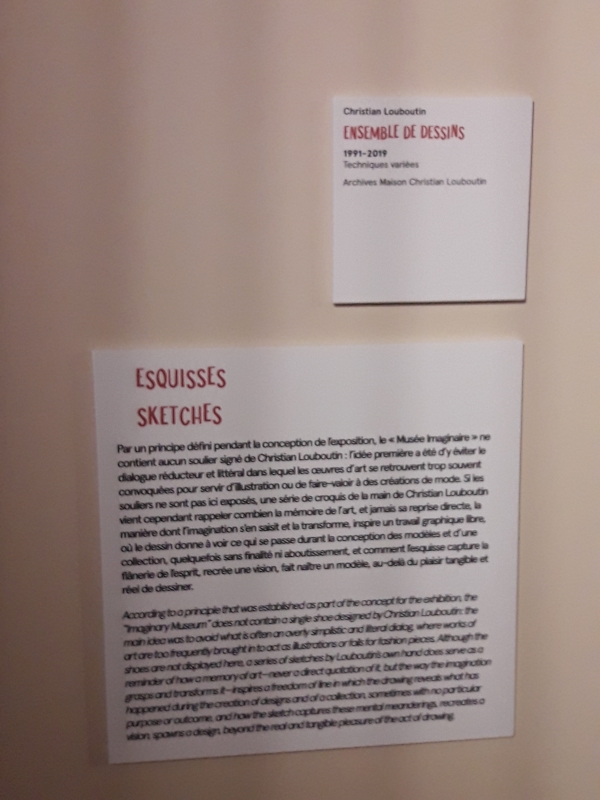 Christian Louboutin
ENSEMBLE DE DESSINS
1991-2019
Techniques variées
Archives Maison Christian Louboutin
ESQUISSES
SKETCHES
Par un principe défini pendant la conception de l'exposition, le « Musée Imaginaire » ne
contient aucun soulier signé de Christian Louboutin : l'idée première a été d'y éviter le
dialogue réducteur et littéral dans lequel les œuvres d'art se retrouvent trop souvent
convoquées pour servir d'illustration ou de faire-valoir à des créations de mode. Si les
souliers ne sont pas ici exposés, une série de croquis de la main de Christian Louboutin
vient cependant rappeler combien la mémoire de l'art, et jamais sa reprise directe, la
manière dont l'imagination s'en saisit et la transforme, inspire un travail graphique libre,
où le dessin donne à voir ce qui se passe durant la conception des modèles et d'une
collection, quelquefois sans finalité ni aboutissement, et comment l'esquisse capture la
flânerie de l'esprit, recrée une vision, fait naître un modèle, au-delà du plaisir tangible et
réel de dessiner.
According to a principle that was established as part of the concept for the exhibition, the
"Imaginary Museum" does not contain a single shoe designed by Christian Louboutin: the
main idea was to avoid what is often an overly simplistic and literal dialog, where works of
art are too frequently brought in to act as illustrations or foils for fashion pieces. Although the
shoes are not displayed here, a series of sketches by Louboutin's own hand does serve as a
reminder of how a memory of art—never a direct quotation of it, but the way the imagination
grasps and transforms it—inspires a freedom of line in which the drawing reveals what has
happened during the creation of designs and of a collection, sometimes with no particular
purpose or outcome, and how the sketch captures these mental meanderings, recreates a
vision, spawns a design, beyond the real and tangible pleasure of the act of drawing.